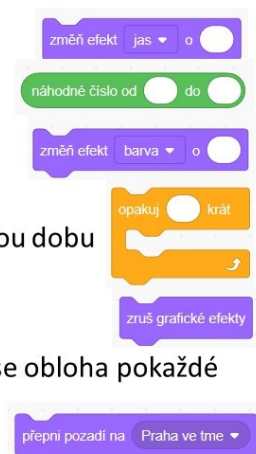 změň efekt jas o
náhodné číslo od do
změň efekt barva o
opakuj krát
ou dobu
zruš grafické efekty
se obloha pokaždé
přepni pozadí na Praha ve tme